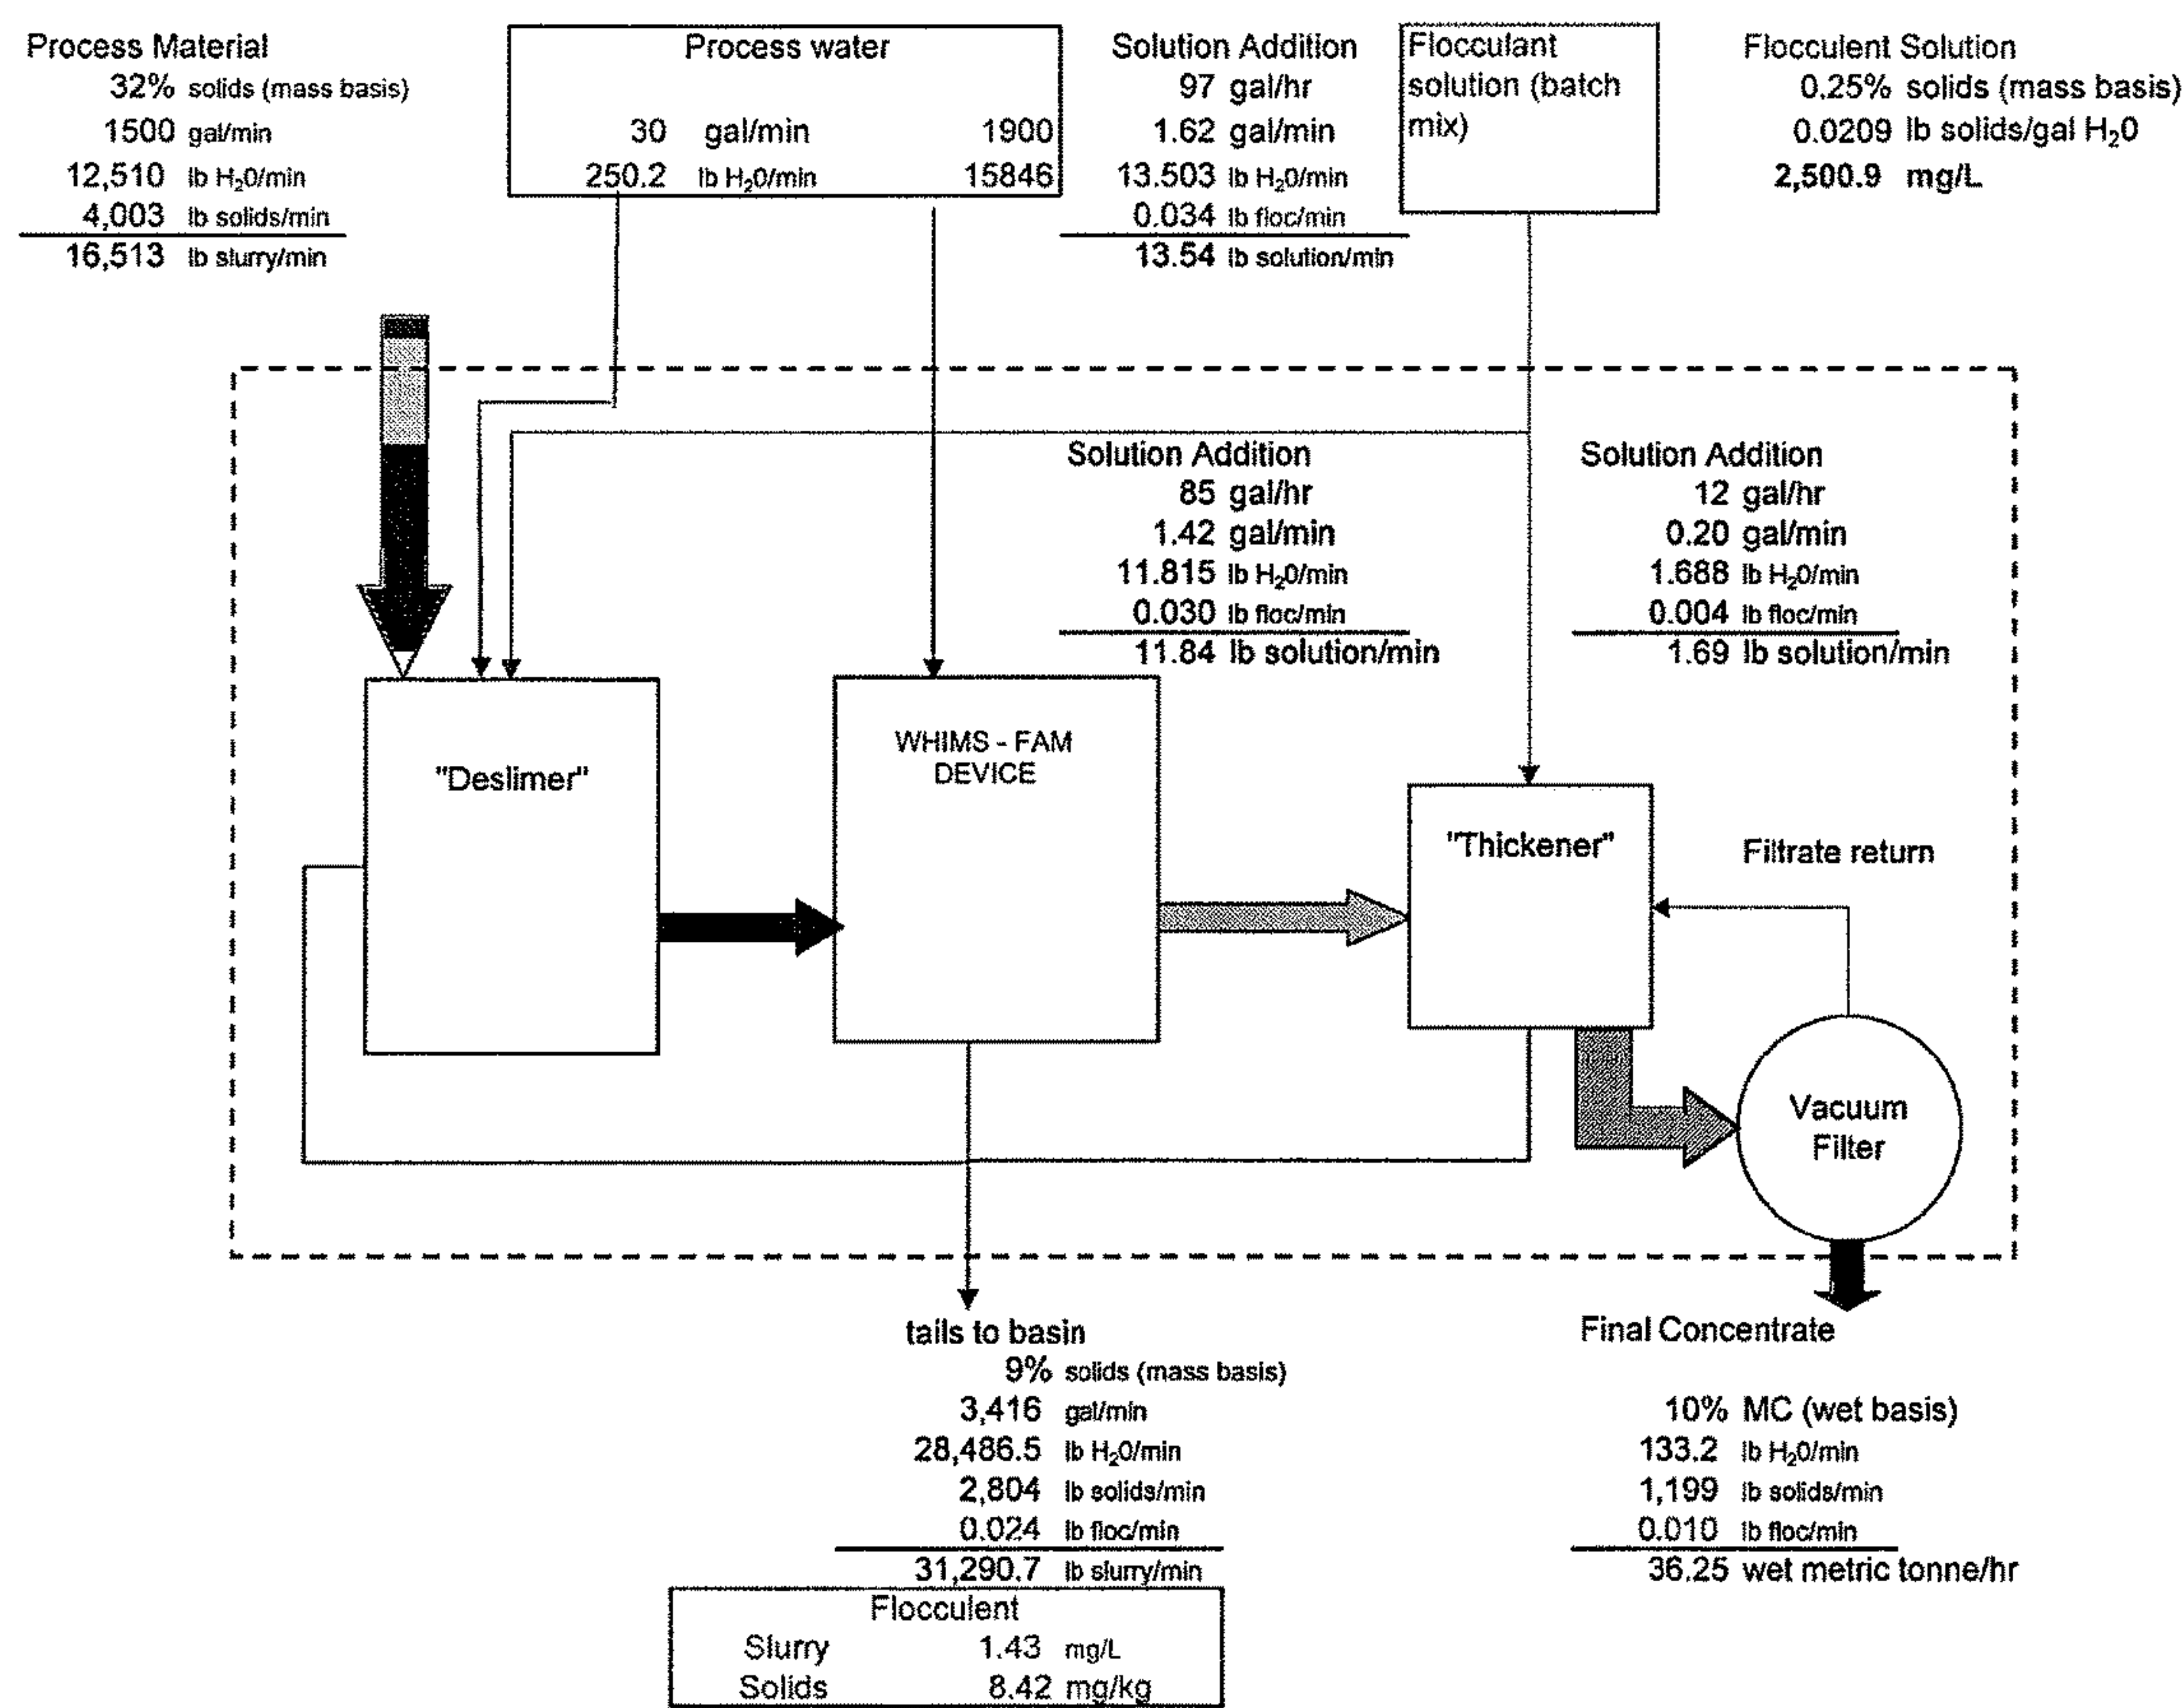 Process Material
32% solids (mass basis)
1500 gal/min
12,510 lb H₂0/min
4,003 lb solids/min
16,513 lb slurry/min
Process water
30 gal/min 1900
250.2 lb H₂0/min 15846
Solution Addition
97 gal/hr
1.62 gal/min
13.503 lb H₂0/min
0.034 lb floc/min
13.54 lb solution/min
Flocculant
solution (batch
mix)
Flocculent Solution
0.25% solids (mass basis)
0.0209 lb solids/gal H₂0
2,500.9 mg/L
Solution Addition
85 gal/hr
1.42 gal/min
11.815 lb H₂0/min
0.030 lb floc/min
11.84 lb solution/min
Solution Addition
12 gal/hr
0.20 gal/min
1.688 lb H₂0/min
0.004 lb floc/min
1.69 lb solution/min
"Deslimer"
WHIMS - FAM
DEVICE
"Thickener"
Filtrate return
Vacuum
Filter
tails to basin
9% solids (mass basis)
3,416 gal/min
28,486.5 lb H₂0/min
2,804 lb solids/min
0.024 lb floc/min
31,290.7 lb slurry/min
Flocculent
Slurry 1.43 mg/L
Solids 8.42 mg/kg
Final Concentrate
10% MC (wet basis)
133.2 lb H₂0/min
1,199 lb solids/min
0.010 lb floc/min
36.25 wet metric tonne/hr